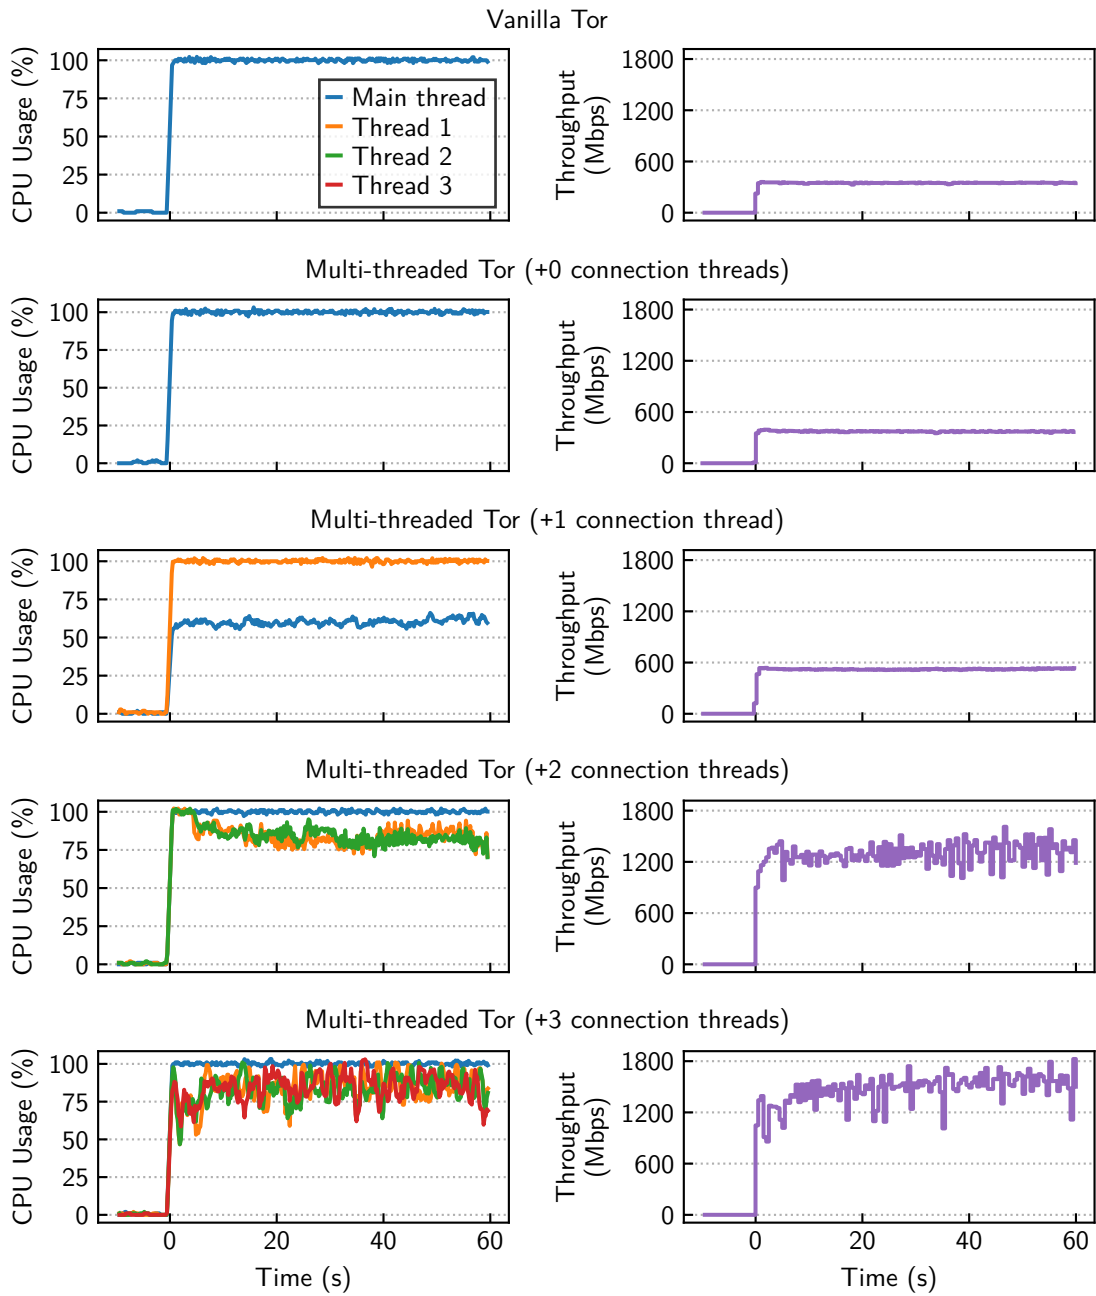 Vanilla Tor
CPU Usage (%)
100
75
50
25
0
Main thread
Thread 1
Thread 2
Thread 3
Throughput
(Mbps)
1800
1200
600
0
Multi-threaded Tor (+0 connection threads)
CPU Usage (%)
100
75
50
25
0
Throughput
(Mbps)
1800
1200
600
0
Multi-threaded Tor (+1 connection thread)
CPU Usage (%)
100
75
50
25
0
Throughput
(Mbps)
1800
1200
600
0
Multi-threaded Tor (+2 connection threads)
CPU Usage (%)
100
75
50
25
0
Throughput
(Mbps)
1800
1200
600
0
Multi-threaded Tor (+3 connection threads)
CPU Usage (%)
100
75
50
25
0
0 20 40 60
Time (s)
Throughput
(Mbps)
1800
1200
600
0
0 20 40 60
Time (s)